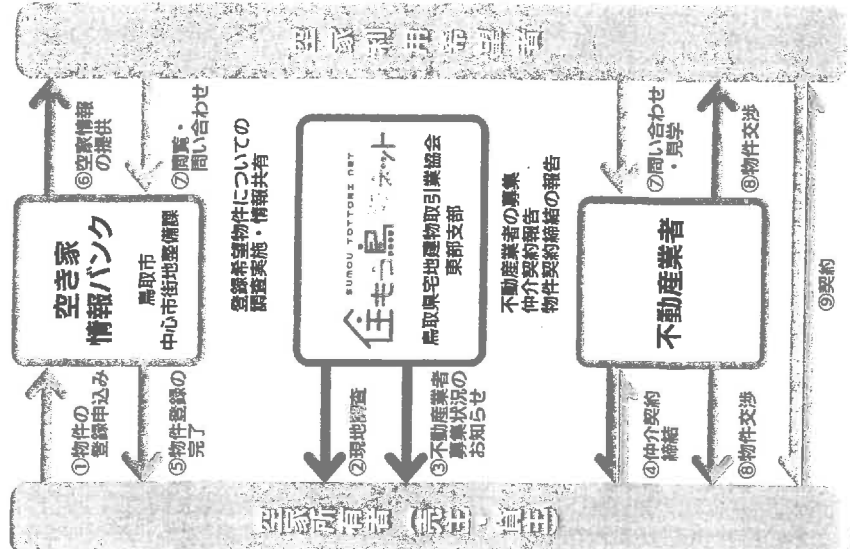 空家利用希望者
⑥空家情報
の提供
⑦閲覧・
問い合わせ
⑦問い合わせ
・見学
⑧物件交渉
空き家
情報バンク
鳥取市
中心市街地整備課
登録希望物件についての
調査実施・情報共有
SUMOU TOTTORI NET
住もう鳥取ネット
鳥取県宅地建物取引業協会
東部支部
不動産業者の募集
仲介契約報告
物件契約締結の報告
不動産業者
⑨契約
①物件の
登録申込み
⑤物件登録の
完了
②現地調査
③不動産業者
募集状況の
お知らせ
④仲介契約
締結
⑧物件交渉
空家所有者(売主・貸主)